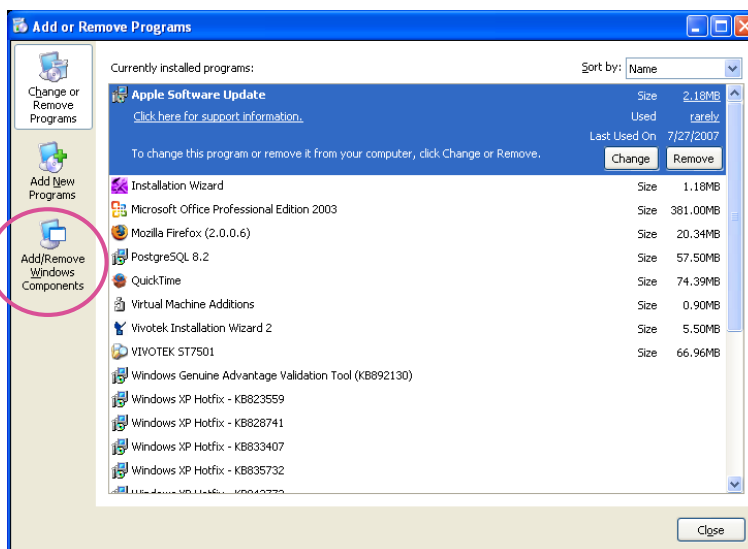 Add or Remove Programs
Change or
Remove
Programs
Add New
Programs
Add/Remove
Windows
Components
Currently installed programs:
Sort by: Name
Apple Software Update Size 2.18MB
Click here for support information. Used rarely
Last Used On 7/27/2007
To change this program or remove it from your computer, click Change or Remove. Change Remove
Installation Wizard Size 1.18MB
Microsoft Office Professional Edition 2003 Size 381.00MB
Mozilla Firefox (2.0.0.6) Size 20.34MB
PostgreSQL 8.2 Size 57.50MB
QuickTime Size 74.39MB
Virtual Machine Additions Size 0.90MB
Vivotek Installation Wizard 2 Size 5.50MB
VIVOTEK ST7501 Size 66.96MB
Windows Genuine Advantage Validation Tool (KB892130)
Windows XP Hotfix - KB823559
Windows XP Hotfix - KB828741
Windows XP Hotfix - KB833407
Windows XP Hotfix - KB835732
Windows XP Hotfix -
Close